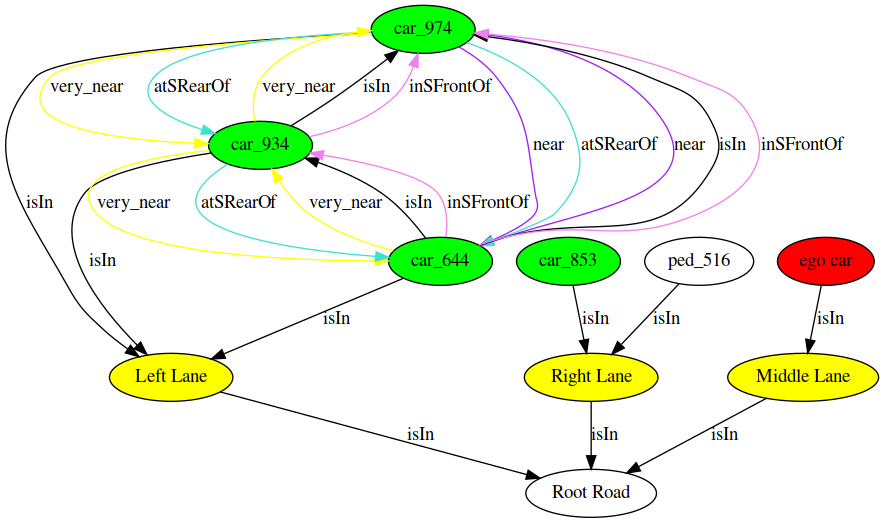 car_974
very_near
atSRearOf
very_near
isIn
inSFrontOf
car_934
near
atSRearOf
near
isIn
inSFrontOf
isIn
very_near
atSRearOf
very_near
isIn
inSFrontOf
isIn
car_644
car_853
ped_516
ego car
isIn
isIn
isIn
isIn
Left Lane
Right Lane
Middle Lane
isIn
isIn
isIn
Root Road